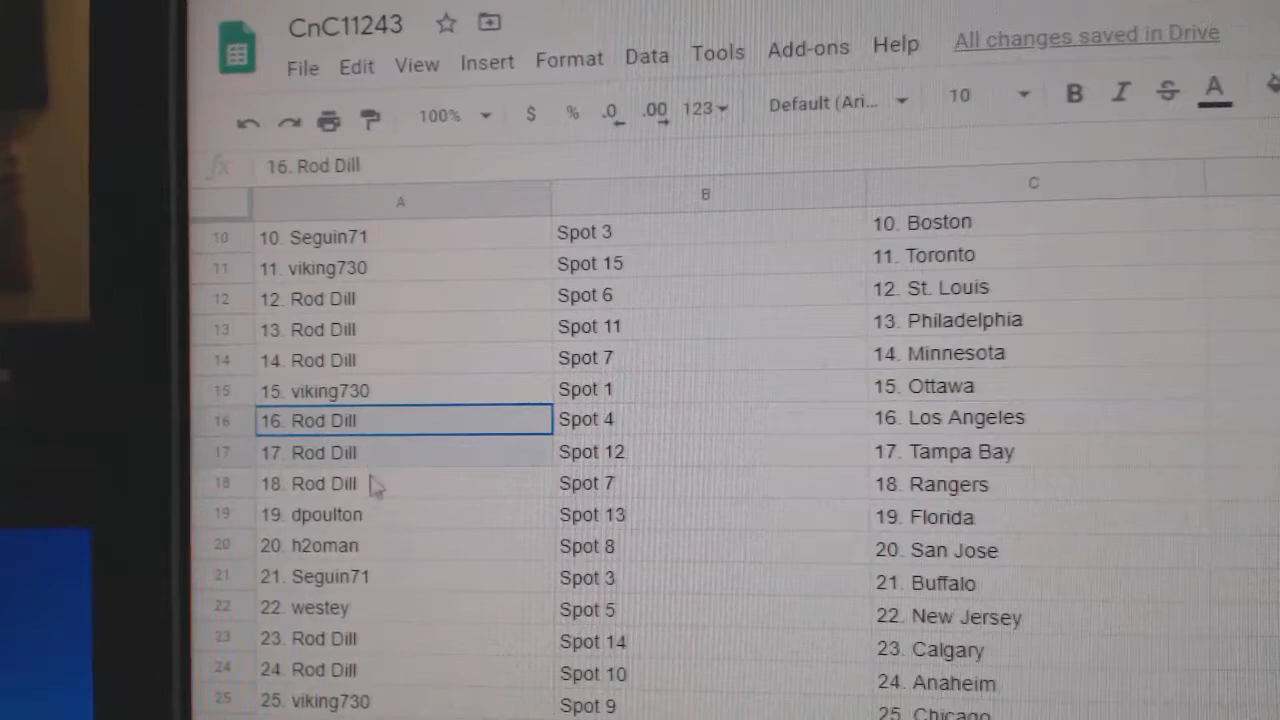 CnC11243
File Edit View Insert Format Data Tools Add-ons Help All changes saved in Drive
100% $ % .0 .00 123 Default (Ari... 10 B I S A
fx 16. Rod Dill
A B C
10 10. Seguin71 Spot 3 10. Boston
11 11. viking730 Spot 15 11. Toronto
12 12. Rod Dill Spot 6 12. St. Louis
13 13. Rod Dill Spot 11 13. Philadelphia
14 14. Rod Dill Spot 7 14. Minnesota
15 15. viking730 Spot 1 15. Ottawa
16 16. Rod Dill Spot 4 16. Los Angeles
17 17. Rod Dill Spot 12 17. Tampa Bay
18 18. Rod Dill Spot 7 18. Rangers
19 19. dpoulton Spot 13 19. Florida
20 20. h2oman Spot 8 20. San Jose
21 21. Seguin71 Spot 3 21. Buffalo
22 22. westey Spot 5 22. New Jersey
23 23. Rod Dill Spot 14 23. Calgary
24 24. Rod Dill Spot 10 24. Anaheim
25 25. viking730 Spot 9 25. Chicago